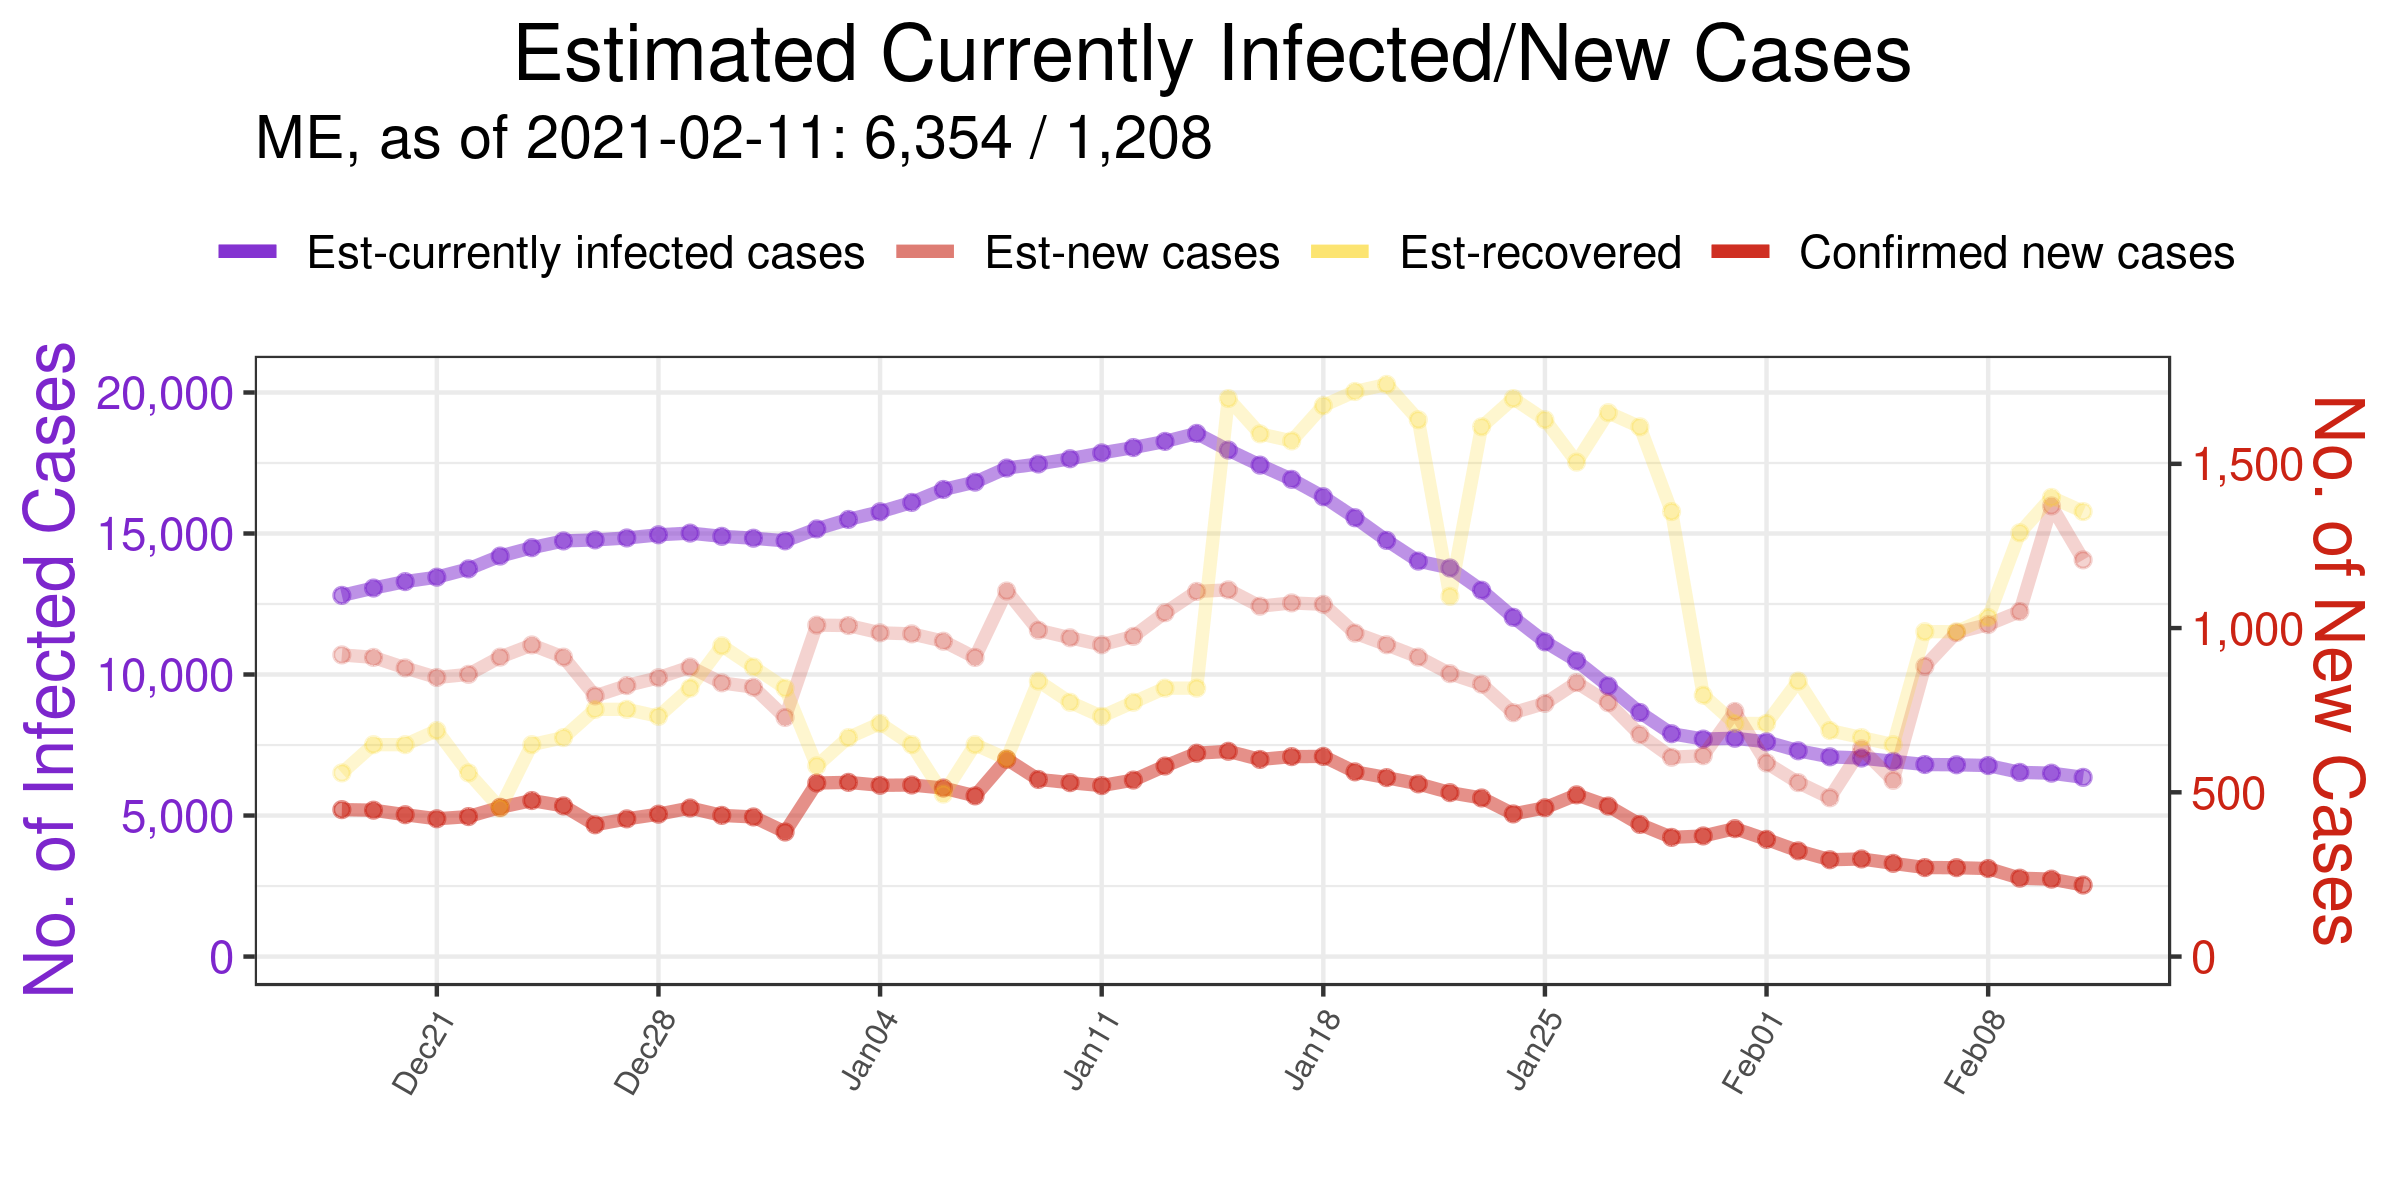 Estimated Currently Infected/New Cases
ME, as of 2021-02-11: 6,354 / 1,208
Est-currently infected cases Est-new cases Est-recovered Confirmed new cases
No. of Infected Cases
20,000
15,000
10,000
5,000
0
1,500
1,000
500
0
No. of New Cases
Dec21 Dec28 Jan04 Jan11 Jan18 Jan25 Feb01 Feb08